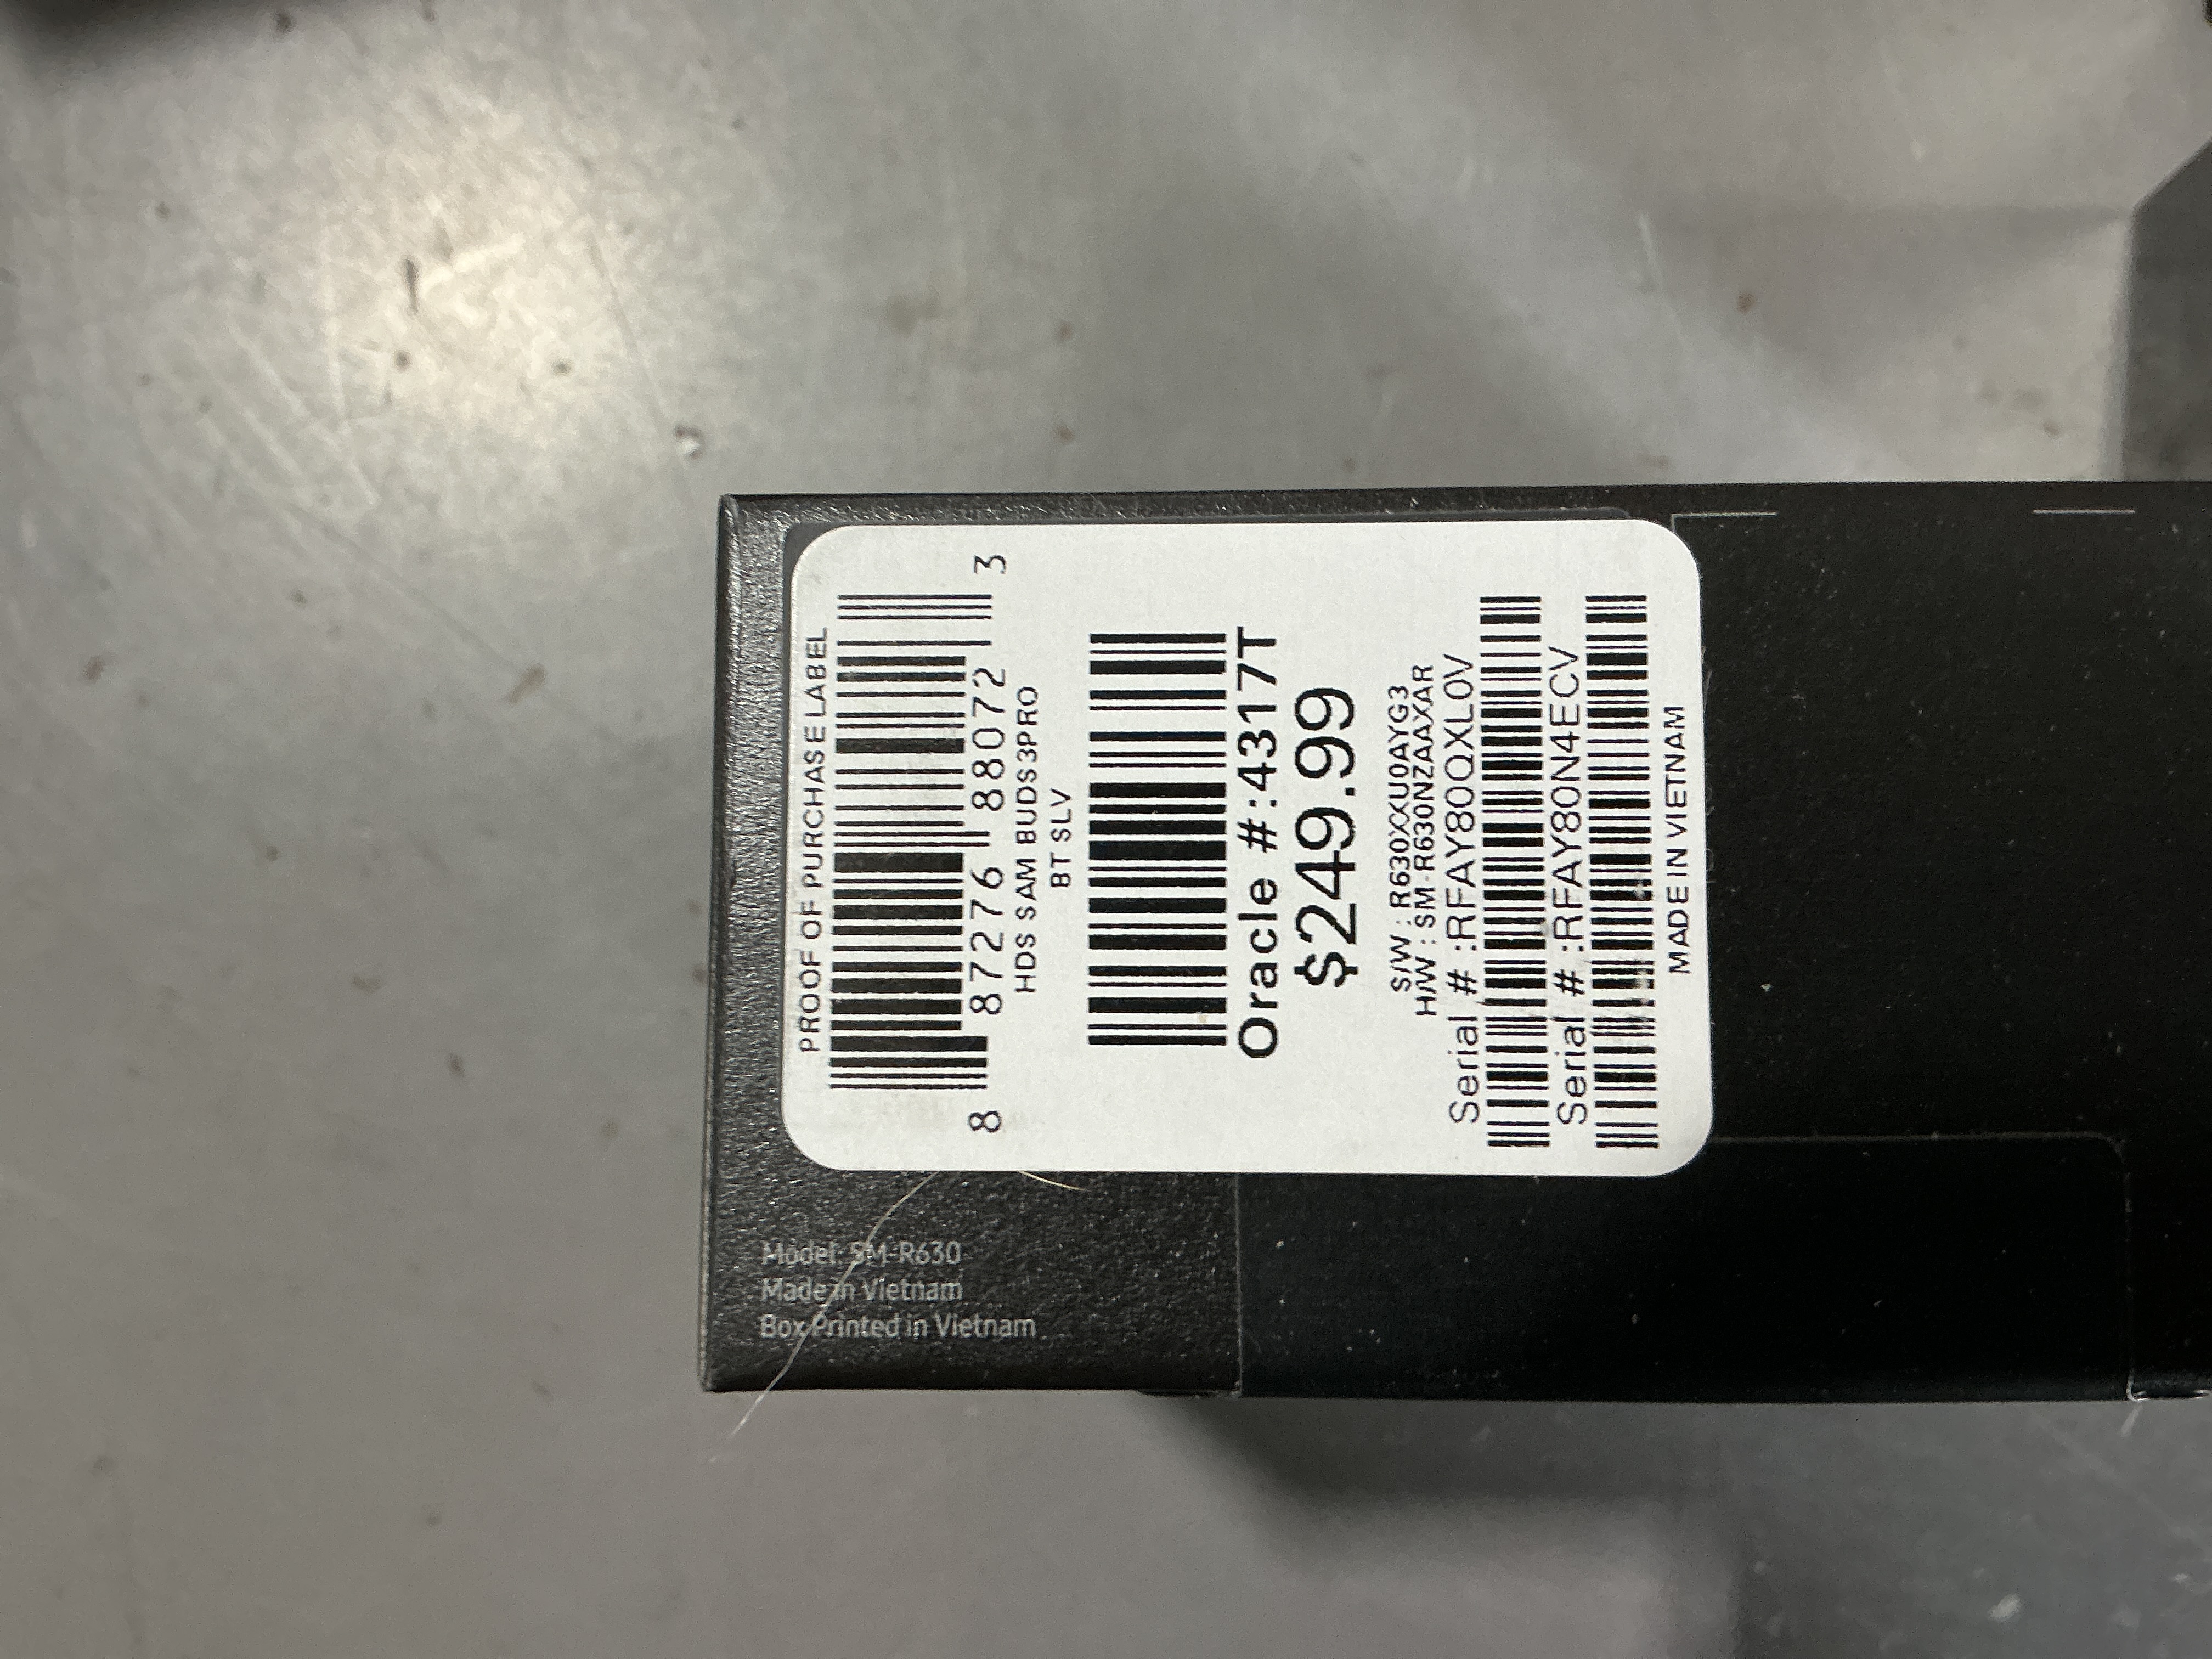 PROOF OF PURCHASE LABEL
8 87276 88072 3
HDS SAM BUDS3PRO
BT SLV
Oracle #:4317T
$249.99
S/W : R630XXU0AYG3
H/W : SM-R630NZAAXAR
Serial # :RFAY80QXL0V
Serial # :RFAY80N4ECV
MADE IN VIETNAM
Model: SM-R630
Made in Vietnam
Box Printed in Vietnam